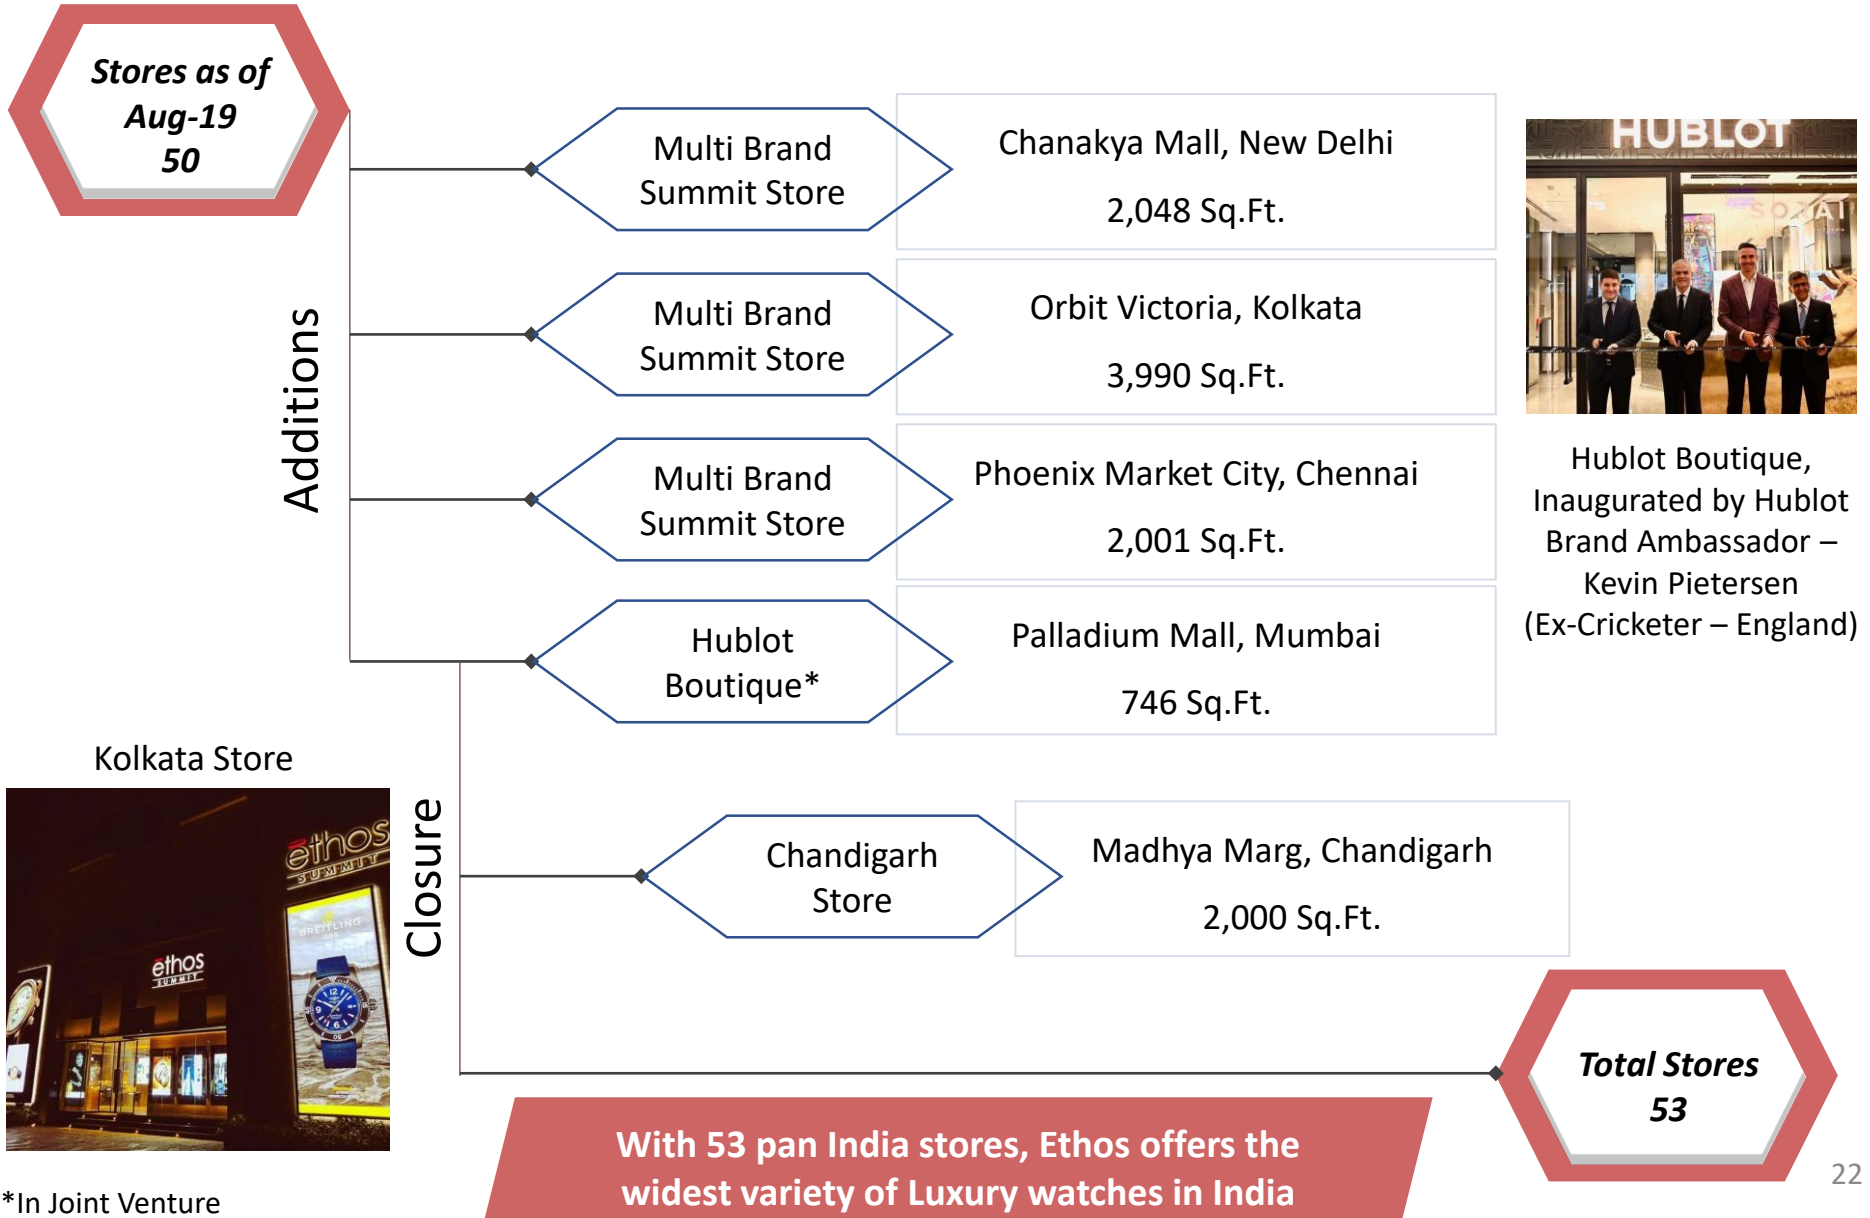 Stores as of
Aug-19
50
Additions
Multi Brand
Summit Store
Chanakya Mall, New Delhi
2,048 Sq.Ft.
Multi Brand
Summit Store
Orbit Victoria, Kolkata
3,990 Sq.Ft.
Multi Brand
Summit Store
Phoenix Market City, Chennai
2,001 Sq.Ft.
Hublot
Boutique*
Palladium Mall, Mumbai
746 Sq.Ft.
HUBLOT
Hublot Boutique,
Inaugurated by Hublot
Brand Ambassador –
Kevin Pietersen
(Ex-Cricketer – England)
Kolkata Store
ethos
SUMMIT
BREITLING
ethos
SUMMIT
Closure
Chandigarh
Store
Madhya Marg, Chandigarh
2,000 Sq.Ft.
Total Stores
53
With 53 pan India stores, Ethos offers the
widest variety of Luxury watches in India
*In Joint Venture
22